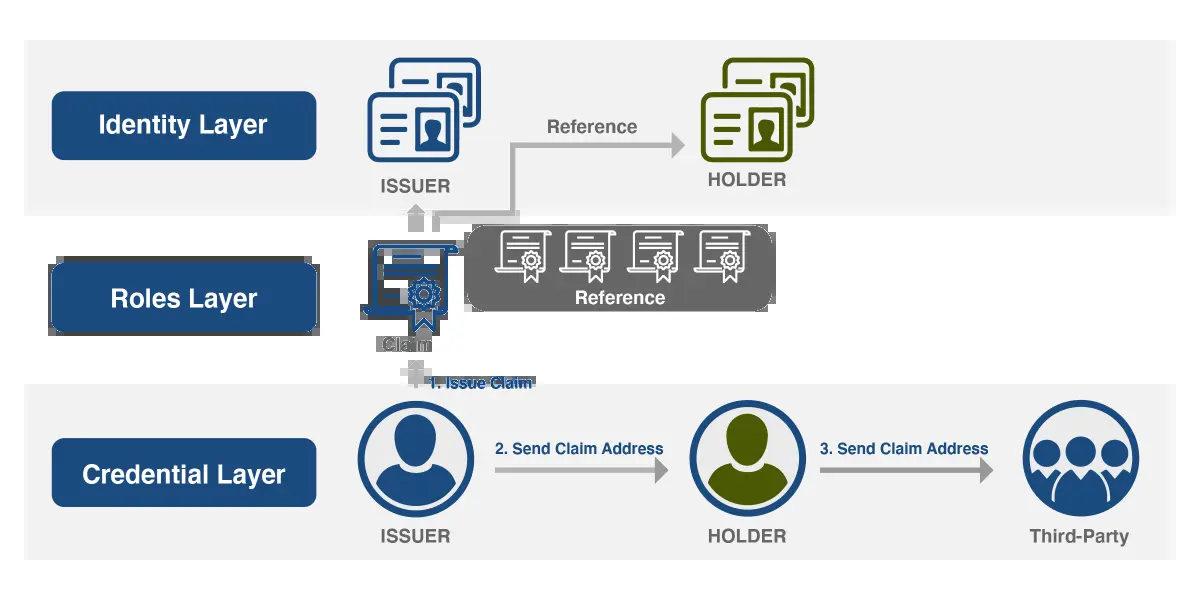 Identity Layer
ISSUER
Reference
HOLDER
Roles Layer
Claim
Reference
1. Issue Claim
Credential Layer
ISSUER
2. Send Claim Address
HOLDER
3. Send Claim Address
Third-Party